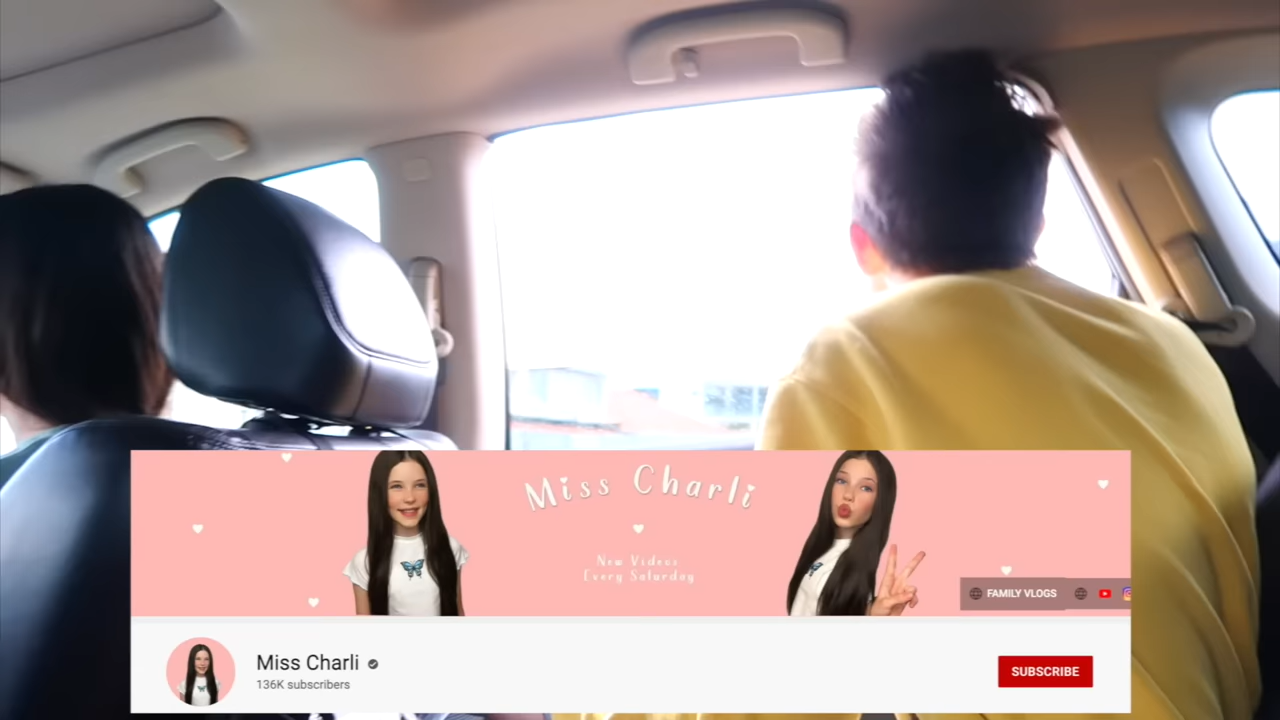 Miss Charli
New Videos
Every Saturday
FAMILY VLOGS
Miss Charli
136K subscribers
SUBSCRIBE